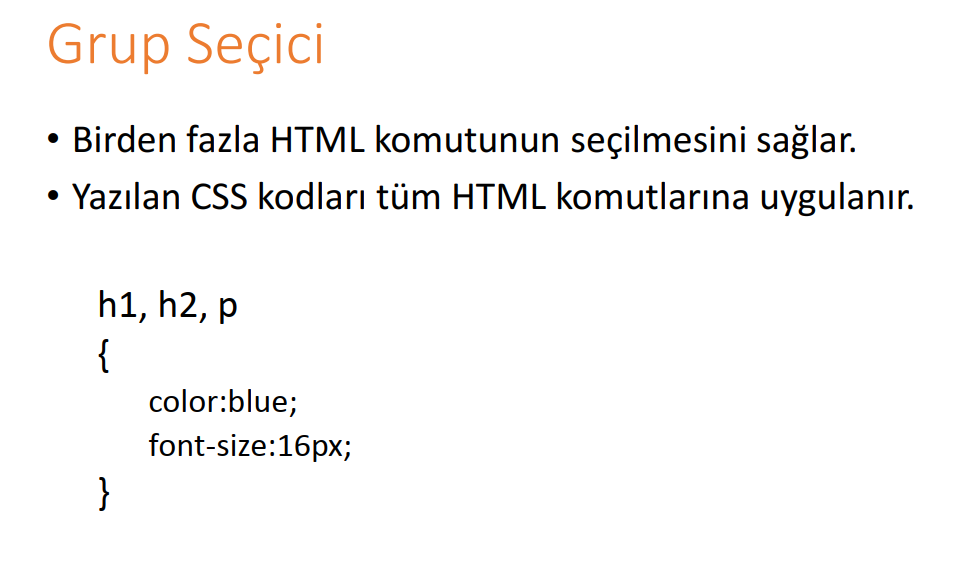 Grup Seçici
• Birden fazla HTML komutunun seçilmesini sağlar.
• Yazılan CSS kodları tüm HTML komutlarına uygulanır.
h1, h2, p
{
color:blue;
font-size:16px;
}